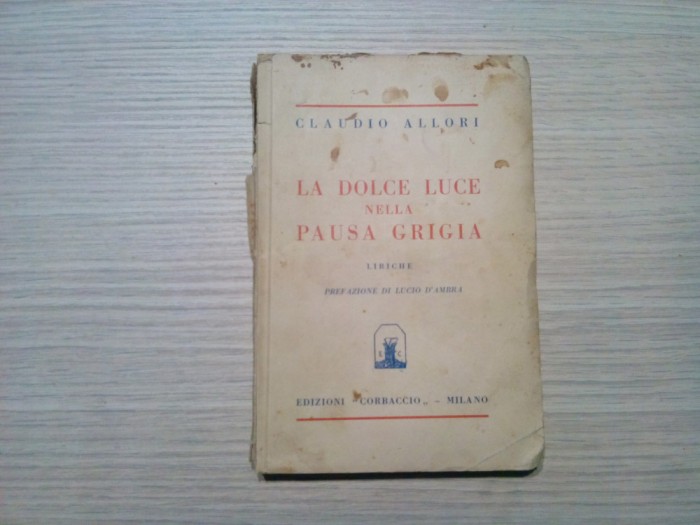 CLAUDIO ALLORI
LA DOLCE LUCE
NELLA
PAUSA GRIGIA
LIRICHE
PREFAZIONE DI LUCIO D'AMBRA
E C
EDIZIONI "CORBACCIO„ - MILANO